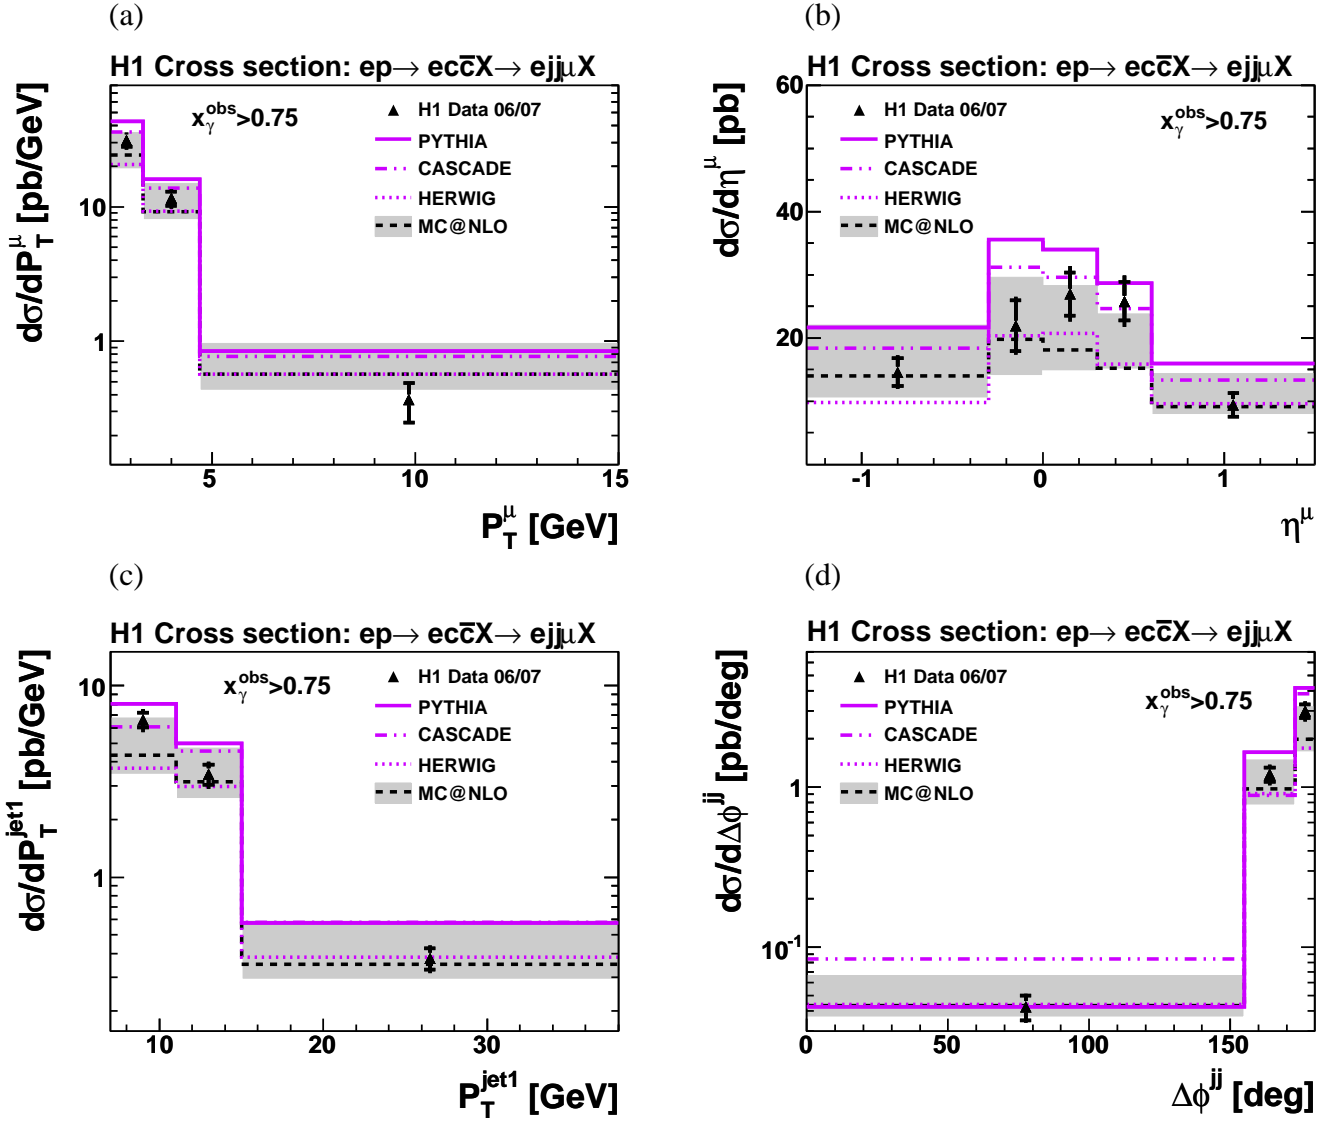 (a)
H1 Cross section: ep→ ecc̅X→ ejjμX
dσ/dP_T^μ [pb/GeV]
x_γ^obs>0.75
H1 Data 06/07
PYTHIA
CASCADE
HERWIG
MC@NLO
10
1
5 10 15
P_T^μ [GeV]
(b)
H1 Cross section: ep→ ecc̅X→ ejjμX
dσ/dη^μ [pb]
60
40
20
H1 Data 06/07
x_γ^obs>0.75
PYTHIA
CASCADE
HERWIG
MC@NLO
-1 0 1
η^μ
(c)
H1 Cross section: ep→ ecc̅X→ ejjμX
dσ/dP_T^jet1 [pb/GeV]
x_γ^obs>0.75
H1 Data 06/07
PYTHIA
CASCADE
HERWIG
MC@NLO
10
1
10 20 30
P_T^jet1 [GeV]
(d)
H1 Cross section: ep→ ecc̅X→ ejjμX
dσ/dΔϕ^jj [pb/deg]
H1 Data 06/07
x_γ^obs>0.75
PYTHIA
CASCADE
HERWIG
MC@NLO
1
10^-1
0 50 100 150
Δϕ^jj [deg]